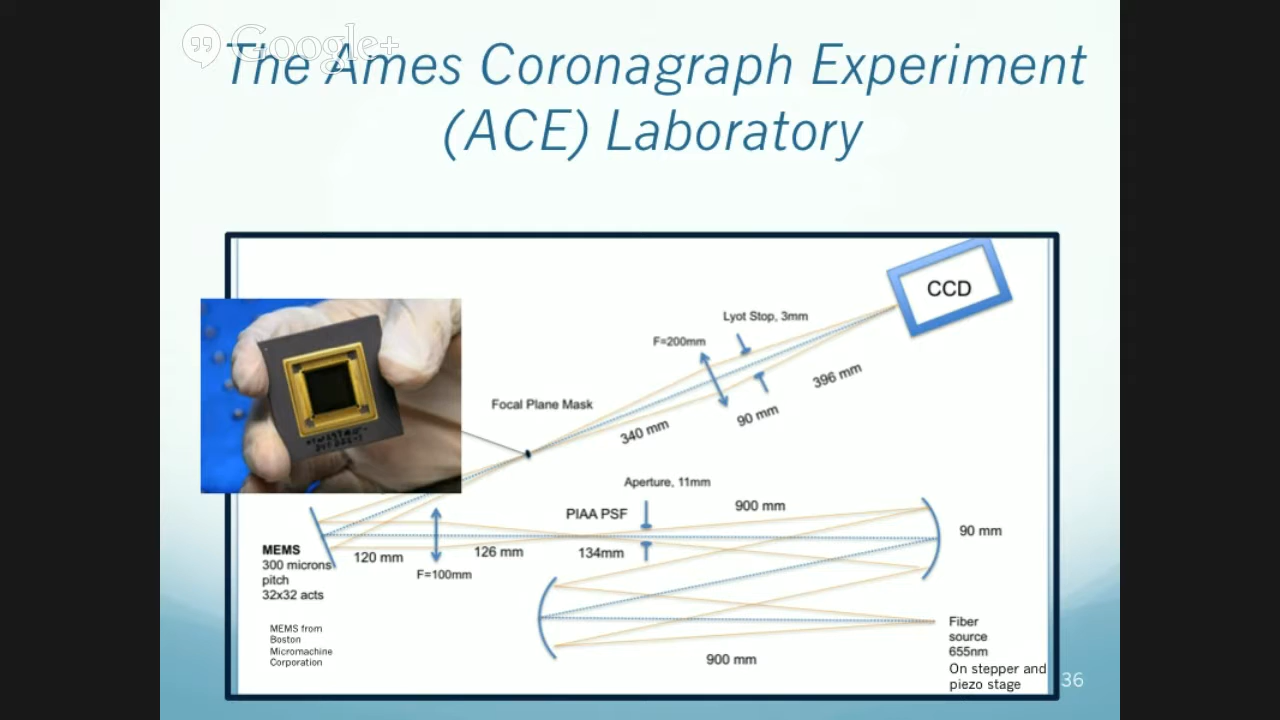 Google+
The Ames Coronagraph Experiment
(ACE) Laboratory
CCD
Lyot Stop, 3mm
F=200mm
396 mm
Focal Plane Mask
90 mm
340 mm
Aperture, 11mm
PIAA PSF
900 mm
90 mm
MEMS
300 microns
pitch
32x32 acts
120 mm
126 mm
134mm
F=100mm
MEMS from
Boston
Micromachine
Corporation
900 mm
Fiber
source
655nm
On stepper and
piezo stage
36